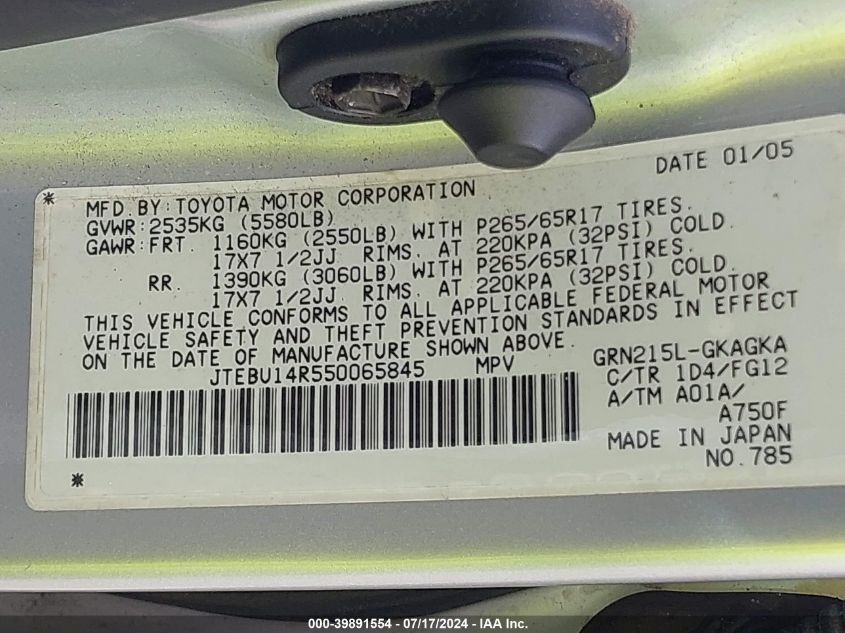 DATE 01/05
* MFD. BY: TOYOTA MOTOR CORPORATION
GVWR: 2535KG (5580LB)
GAWR: FRT. 1160KG (2550LB) WITH P265/65R17 TIRES.
17X7 1/2JJ RIMS. AT 220KPA (32PSI) COLD.
RR. 1390KG (3060LB) WITH P265/65R17 TIRES.
17X7 1/2JJ RIMS. AT 220KPA (32PSI) COLD.
THIS VEHICLE CONFORMS TO ALL APPLICABLE FEDERAL MOTOR
VEHICLE SAFETY AND THEFT PREVENTION STANDARDS IN EFFECT
ON THE DATE OF MANUFACTURE SHOWN ABOVE.
JTEBU14R550065845 MPV
GRN215L-GKAGKA
C/TR 1D4/FG12
A/TM A01A/
A750F
MADE IN JAPAN
NO. 785
*
000-39891554 / 07/17/2024 - IAA Inc.